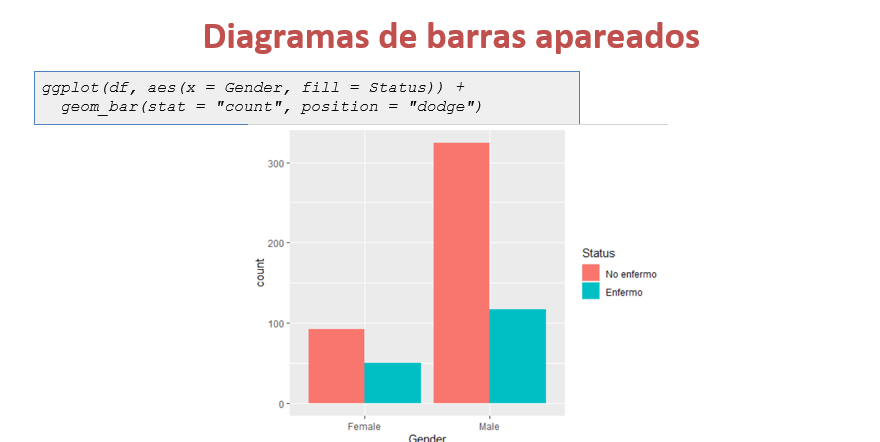 Diagramas de barras apareados
ggplot(df, aes(x = Gender, fill = Status)) +
geom_bar(stat = "count", position = "dodge")
300
200
100
0
count
Female
Male
Gender
Status
No enfermo
Enfermo